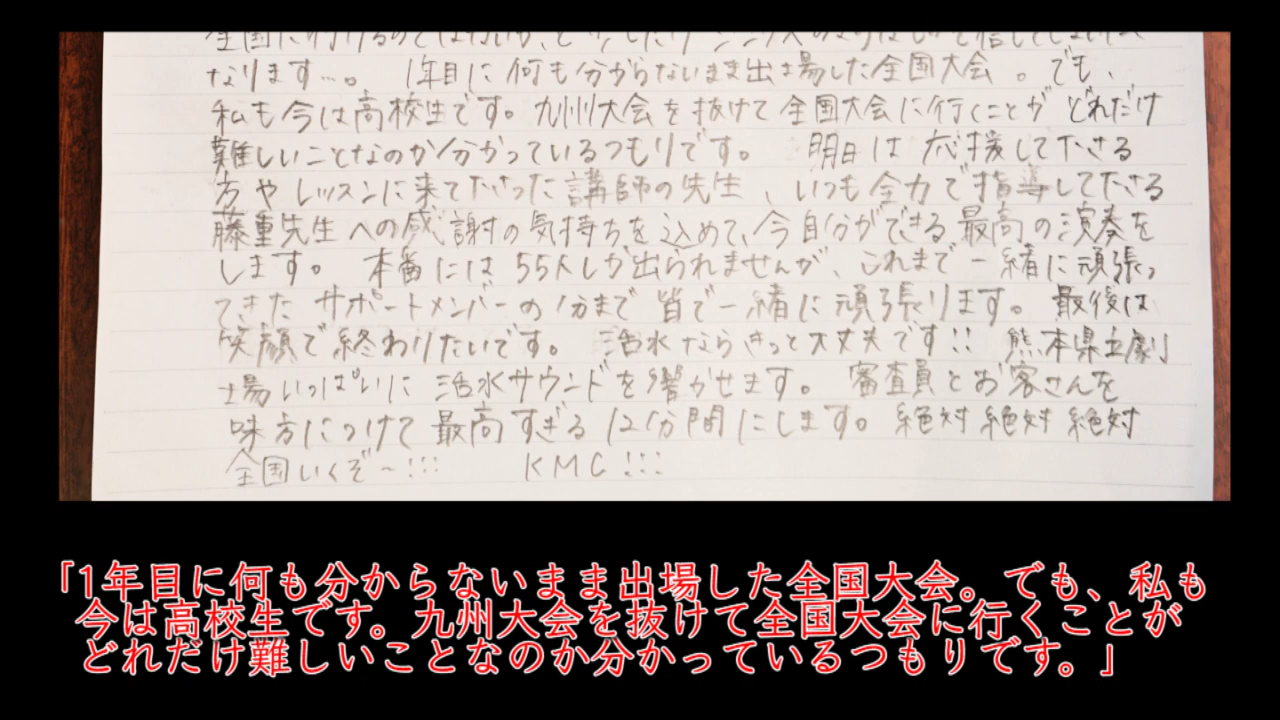 なります…。 1年目に何も分からないまま出場した全国大会。でも、
私も今は高校生です。九州大会を抜けて全国大会に行くことがどれだけ
難しいことなのか分かっているつもりです。 明日は応援して下さる
方やレッスンに来て下さった講師の先生、いつも全力で指導して下さる
藤重先生への感謝の気持ちを込めて、今自分ができる最高の演奏を
します。 本番には55人しか出られませんが、これまで一緒に頑張っ
てきたサポートメンバーの分まで皆で一緒に頑張ります。最後は
笑顔で終わりたいです。 活水ならきっと大丈夫です!! 熊本県立劇
場いっぱいに活水サウンドを響かせます。 審査員とお客さんを
味方につけて最高すぎる12分間にします。絶対絶対絶対
全国いくぞ~!!! KMC!!!
「1年目に何も分からないまま出場した全国大会。でも、私も
今は高校生です。九州大会を抜けて全国大会に行くことが
どれだけ難しいことなのか分かっているつもりです。」